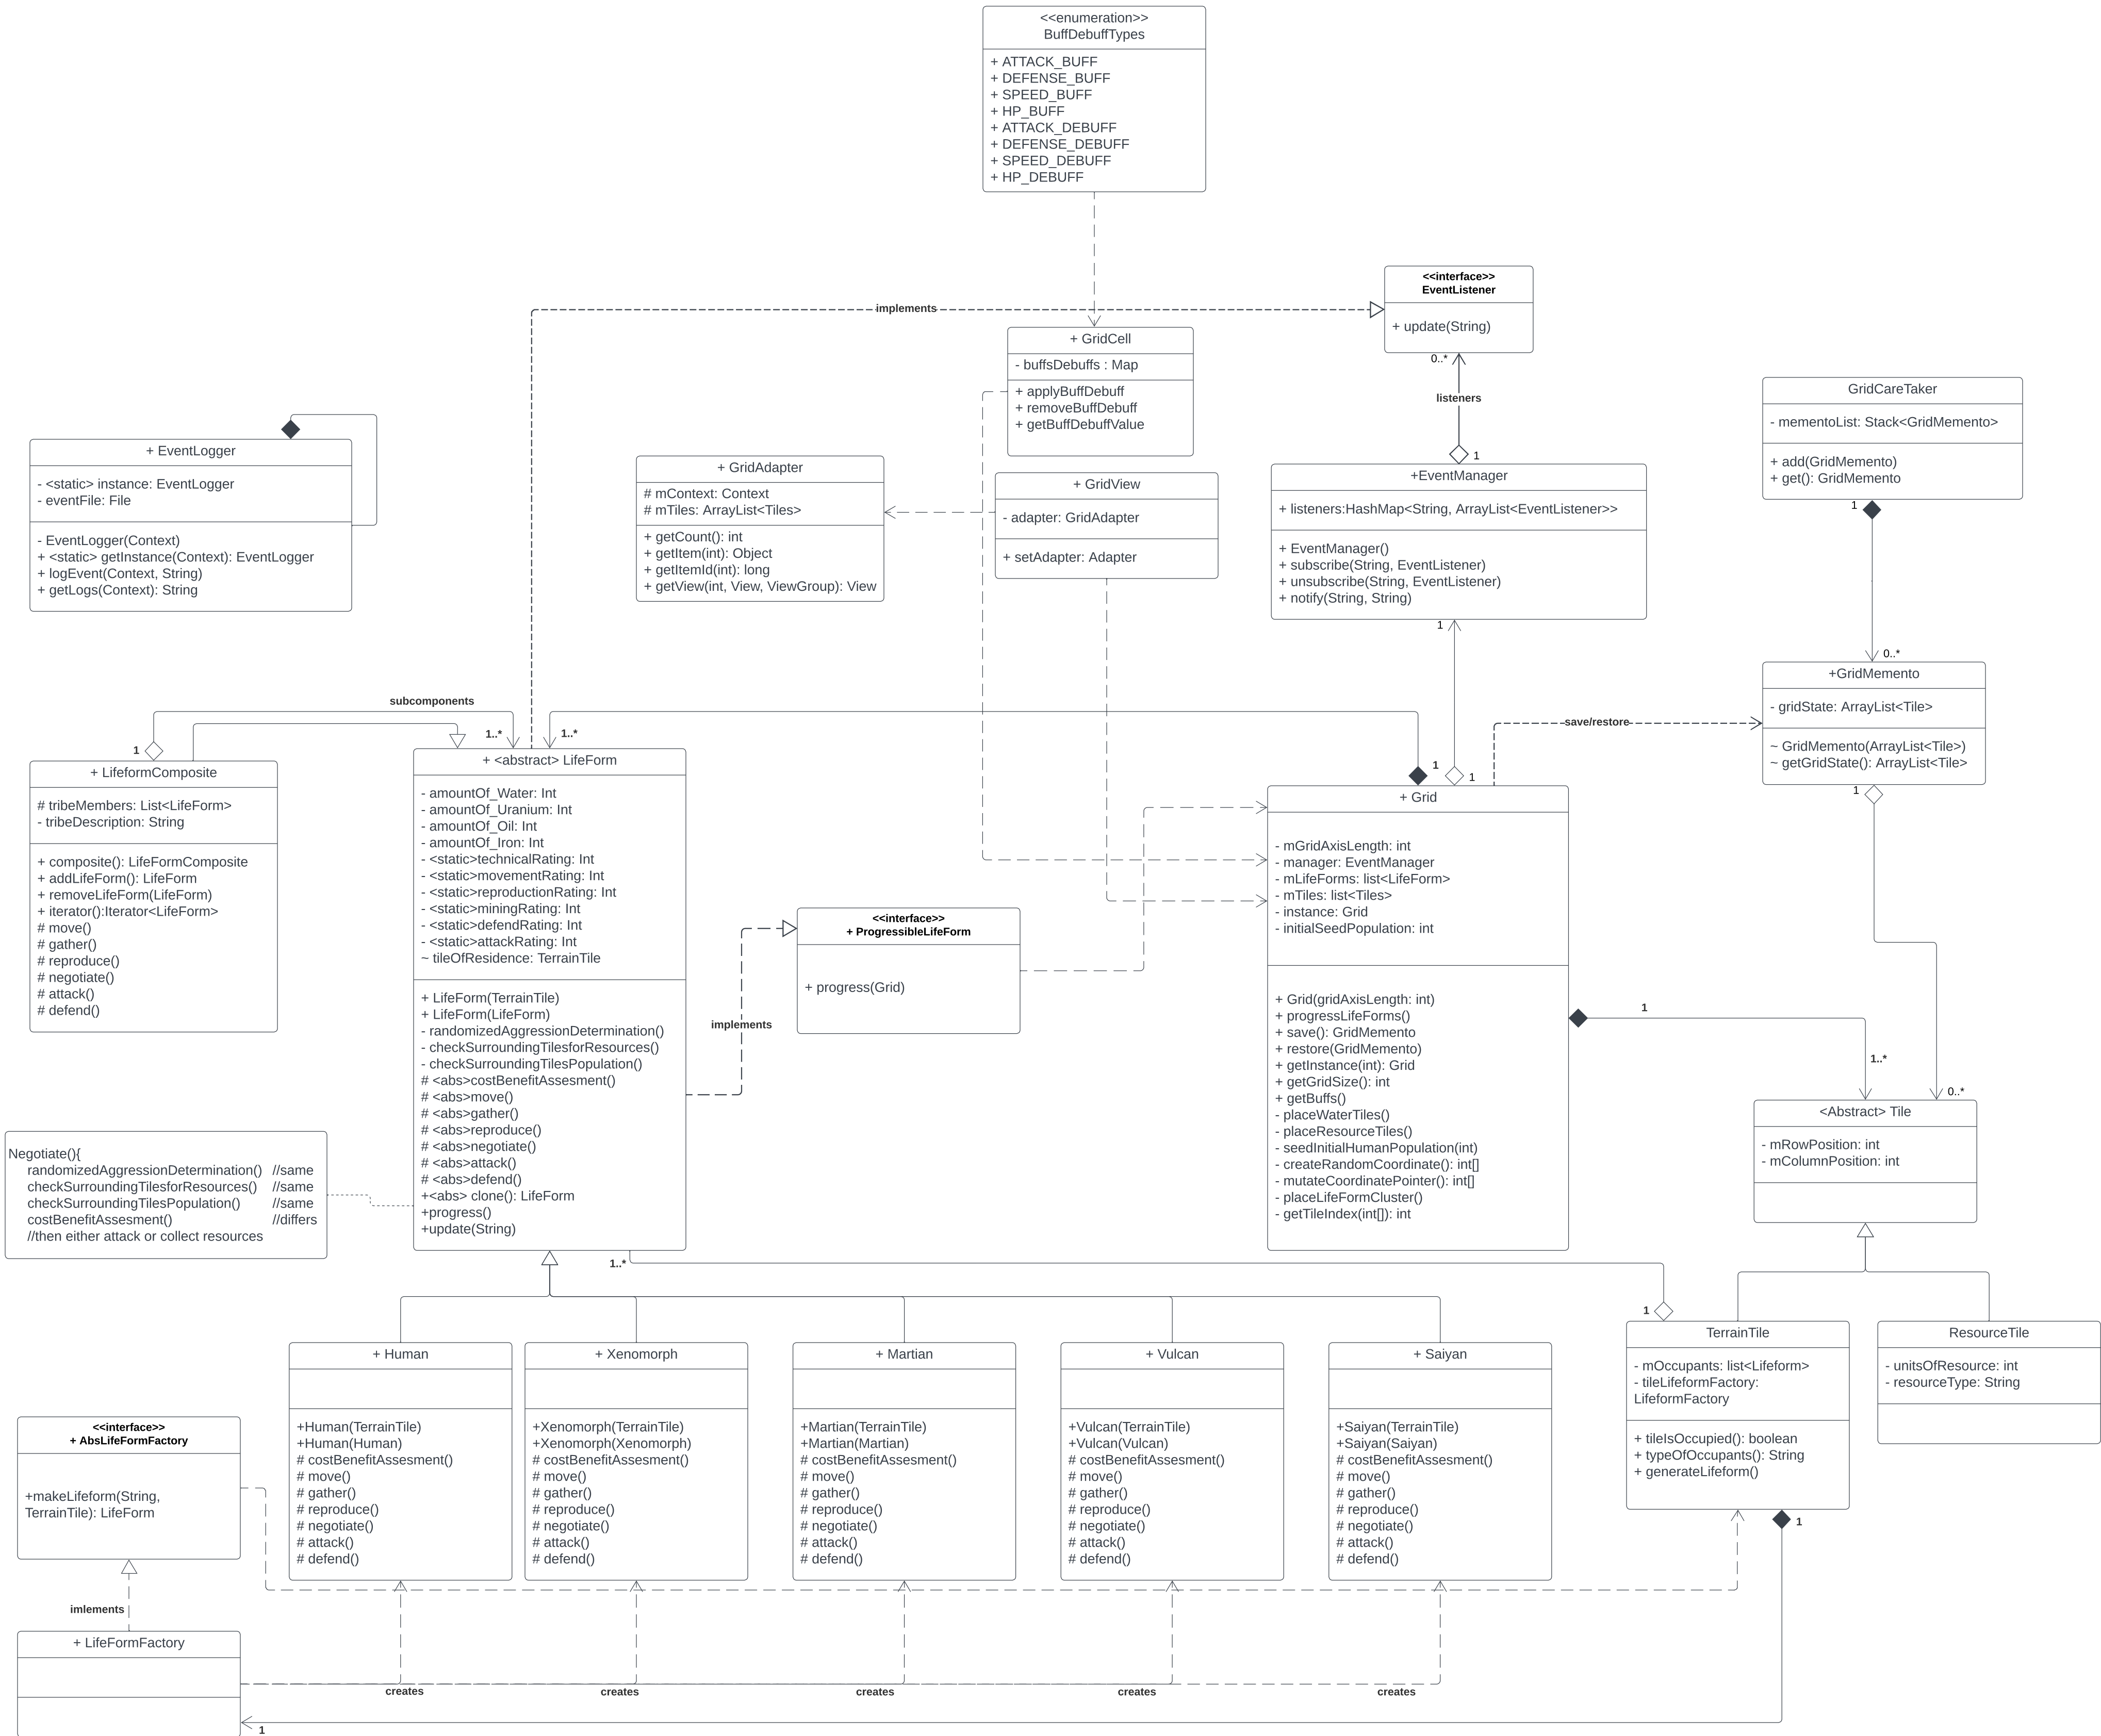 <<enumeration>>
BuffDebuffTypes
+ ATTACK_BUFF
+ DEFENSE_BUFF
+ SPEED_BUFF
+ HP_BUFF
+ ATTACK_DEBUFF
+ DEFENSE_DEBUFF
+ SPEED_DEBUFF
+ HP_DEBUFF
<<interface>>
EventListener
+ update(String)
implements
0..*
listeners
1
+ GridCell
- buffsDebuffs : Map
+ applyBuffDebuff
+ removeBuffDebuff
+ getBuffDebuffValue
GridCareTaker
- mementoList: Stack<GridMemento>
+ add(GridMemento)
+ get(): GridMemento
1
0..*
+ EventLogger
- <static> instance: EventLogger
- eventFile: File
- EventLogger(Context)
+ <static> getInstance(Context): EventLogger
+ logEvent(Context, String)
+ getLogs(Context): String
+ GridAdapter
# mContext: Context
# mTiles: ArrayList<Tiles>
+ getCount(): int
+ getItem(int): Object
+ getItemId(int): long
+ getView(int, View, ViewGroup): View
+ GridView
- adapter: GridAdapter
+ setAdapter: Adapter
+EventManager
+ listeners:HashMap<String, ArrayList<EventListener>>
+ EventManager()
+ subscribe(String, EventListener)
+ unsubscribe(String, EventListener)
+ notify(String, String)
1
+GridMemento
- gridState: ArrayList<Tile>
~ GridMemento(ArrayList<Tile>)
~ getGridState(): ArrayList<Tile>
1
save/restore
subcomponents
1
1..*
1..*
1
1
+ LifeformComposite
# tribeMembers: List<LifeForm>
- tribeDescription: String
+ composite(): LifeFormComposite
+ addLifeForm(): LifeForm
+ removeLifeForm(LifeForm)
+ iterator():Iterator<LifeForm>
# move()
# gather()
# reproduce()
# negotiate()
# attack()
# defend()
+ <abstract> LifeForm
- amountOf_Water: Int
- amountOf_Uranium: Int
- amountOf_Oil: Int
- amountOf_Iron: Int
- <static>technicalRating: Int
- <static>movementRating: Int
- <static>reproductionRating: Int
- <static>miningRating: Int
- <static>defendRating: Int
- <static>attackRating: Int
~ tileOfResidence: TerrainTile
+ LifeForm(TerrainTile)
+ LifeForm(LifeForm)
- randomizedAggressionDetermination()
- checkSurroundingTilesforResources()
- checkSurroundingTilesPopulation()
# <abs>costBenefitAssesment()
# <abs>move()
# <abs>gather()
# <abs>reproduce()
# <abs>negotiate()
# <abs>attack()
# <abs>defend()
+<abs> clone(): LifeForm
+progress()
+update(String)
implements
<<interface>>
+ ProgressibleLifeForm
+ progress(Grid)
+ Grid
- mGridAxisLength: int
- manager: EventManager
- mLifeForms: list<LifeForm>
- mTiles: list<Tiles>
- instance: Grid
- initialSeedPopulation: int
+ Grid(gridAxisLength: int)
+ progressLifeForms()
+ save(): GridMemento
+ restore(GridMemento)
+ getInstance(int): Grid
+ getGridSize(): int
+ getBuffs()
- placeWaterTiles()
- placeResourceTiles()
- seedInitialHumanPopulation(int)
- createRandomCoordinate(): int[]
- mutateCoordinatePointer(): int[]
- placeLifeFormCluster()
- getTileIndex(int[]): int
1
1..*
0..*
<Abstract> Tile
- mRowPosition: int
- mColumnPosition: int
Negotiate(){
randomizedAggressionDetermination() //same
checkSurroundingTilesforResources() //same
checkSurroundingTilesPopulation() //same
costBenefitAssesment() //differs
//then either attack or collect resources
1..*
1
+ Human
+Human(TerrainTile)
+Human(Human)
# costBenefitAssesment()
# move()
# gather()
# reproduce()
# negotiate()
# attack()
# defend()
+ Xenomorph
+Xenomorph(TerrainTile)
+Xenomorph(Xenomorph)
# costBenefitAssesment()
# move()
# gather()
# reproduce()
# negotiate()
# attack()
# defend()
+ Martian
+Martian(TerrainTile)
+Martian(Martian)
# costBenefitAssesment()
# move()
# gather()
# reproduce()
# negotiate()
# attack()
# defend()
+ Vulcan
+Vulcan(TerrainTile)
+Vulcan(Vulcan)
# costBenefitAssesment()
# move()
# gather()
# reproduce()
# negotiate()
# attack()
# defend()
+ Saiyan
+Saiyan(TerrainTile)
+Saiyan(Saiyan)
# costBenefitAssesment()
# move()
# gather()
# reproduce()
# negotiate()
# attack()
# defend()
TerrainTile
- mOccupants: list<Lifeform>
- tileLifeformFactory:
LifeformFactory
+ tileIsOccupied(): boolean
+ typeOfOccupants(): String
+ generateLifeform()
1
ResourceTile
- unitsOfResource: int
- resourceType: String
<<interface>>
+ AbsLifeFormFactory
+makeLifeform(String,
TerrainTile): LifeForm
imlements
+ LifeFormFactory
creates
creates
creates
creates
creates
1